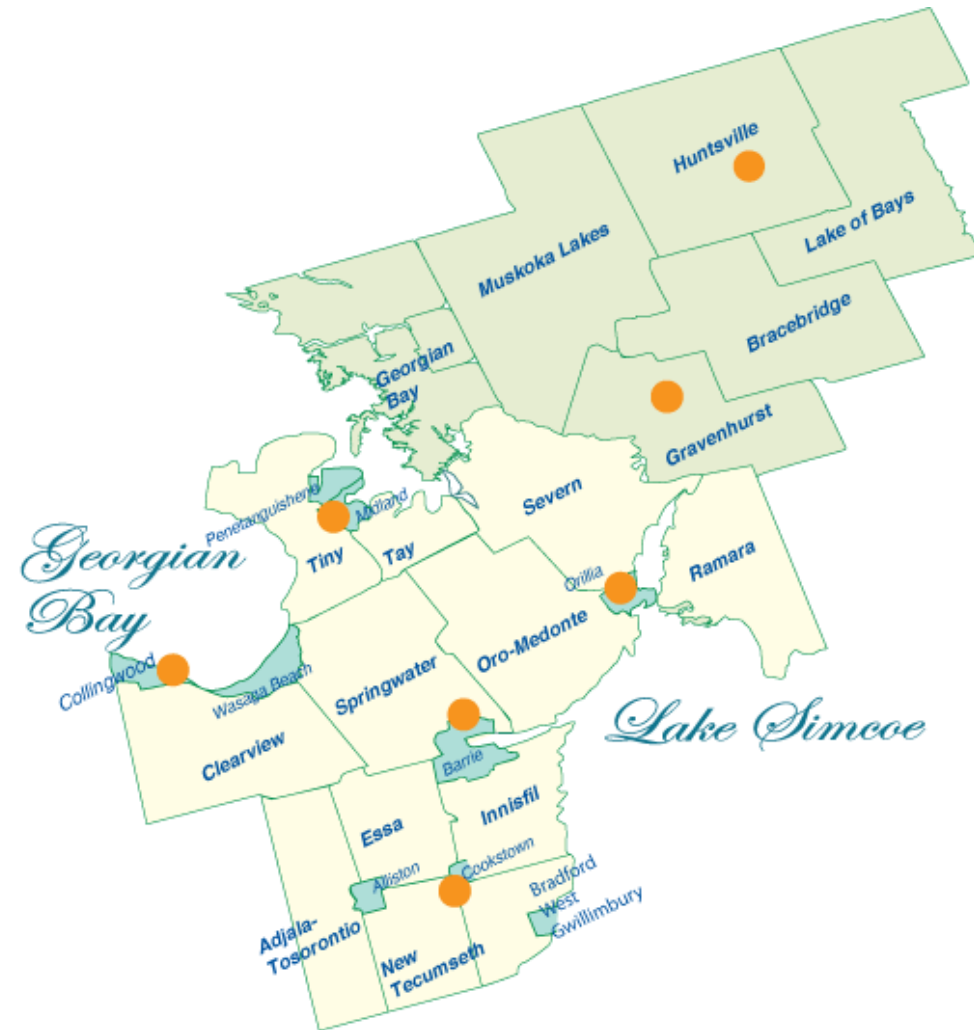 Huntsville
Lake of Bays
Muskoka Lakes
Bracebridge
Georgian
Bay
Gravenhurst
Severn
Penetanguishene
Midland
Georgian
Bay
Tiny
Tay
Orillia
Ramara
Oro-Medonte
Collingwood
Wasaga Beach
Springwater
Lake Simcoe
Clearview
Barrie
Innisfil
Essa
Alliston
Cookstown
Bradford
West
Gwillimbury
Adjala-
Tosorontio
New
Tecumseth